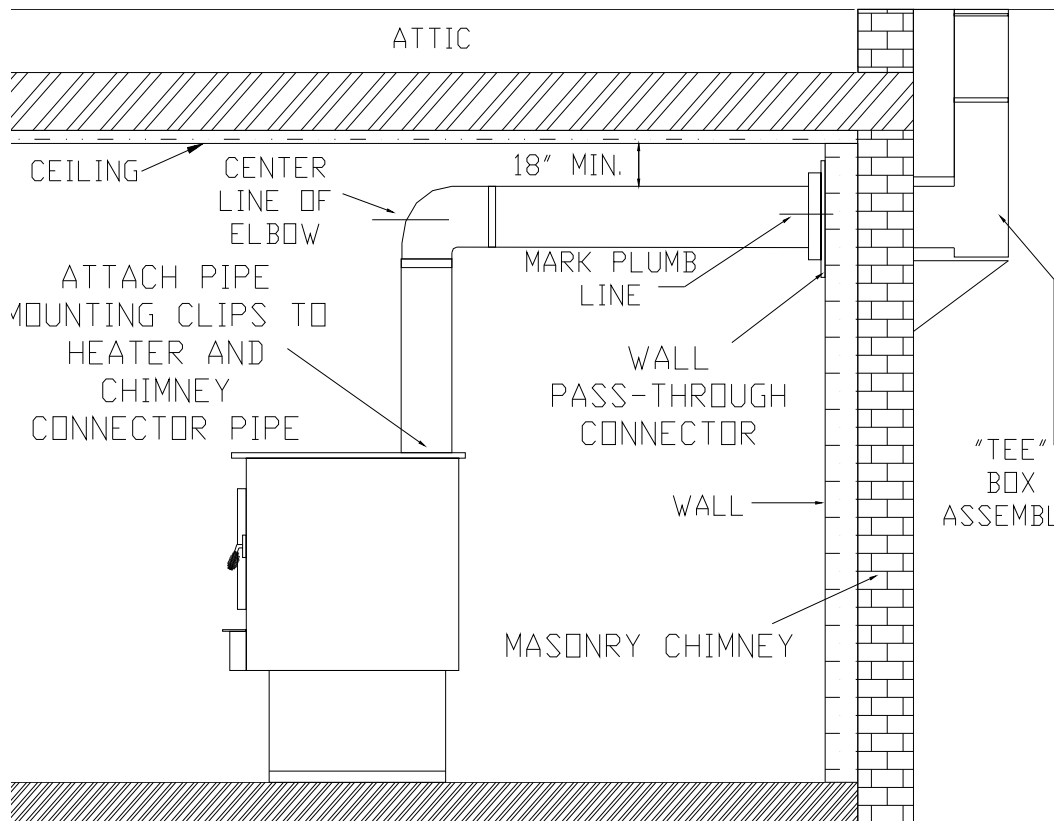 ATTIC
CEILING
CENTER
LINE OF
ELBOW
18" MIN.
ATTACH PIPE
MOUNTING CLIPS TO
HEATER AND
CHIMNEY
CONNECTOR PIPE
MARK PLUMB
LINE
WALL
PASS-THROUGH
CONNECTOR
WALL
"TEE"
BOX
ASSEMBL
MASONRY CHIMNEY